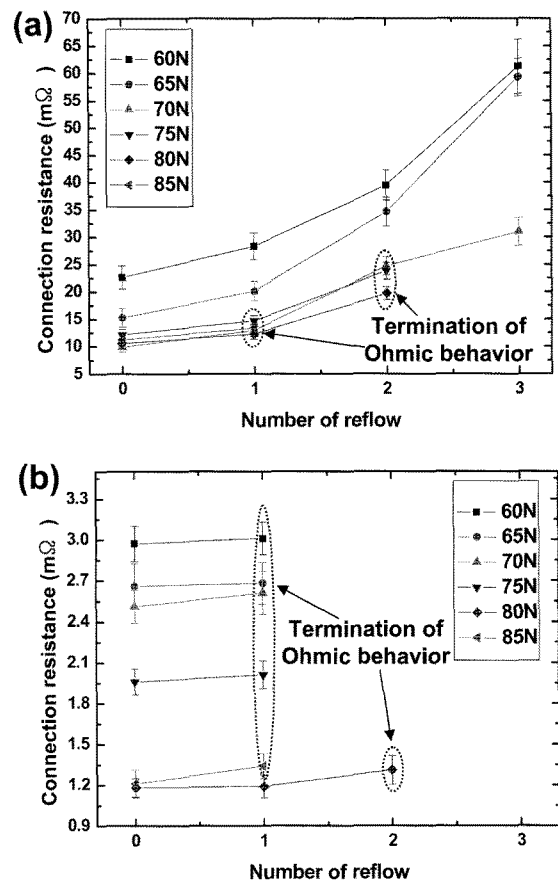 (a)
70
65
60
55
50
45
40
35
30
25
20
15
10
5
Connection resistance (mΩ)
60N
65N
70N
75N
80N
85N
Termination of
Ohmic behavior
0 1 2 3
Number of reflow
(b)
3.3
3.0
2.7
2.4
2.1
1.8
1.5
1.2
0.9
Connection resistance (mΩ)
60N
65N
70N
75N
80N
85N
Termination of
Ohmic behavior
0 1 2 3
Number of reflow